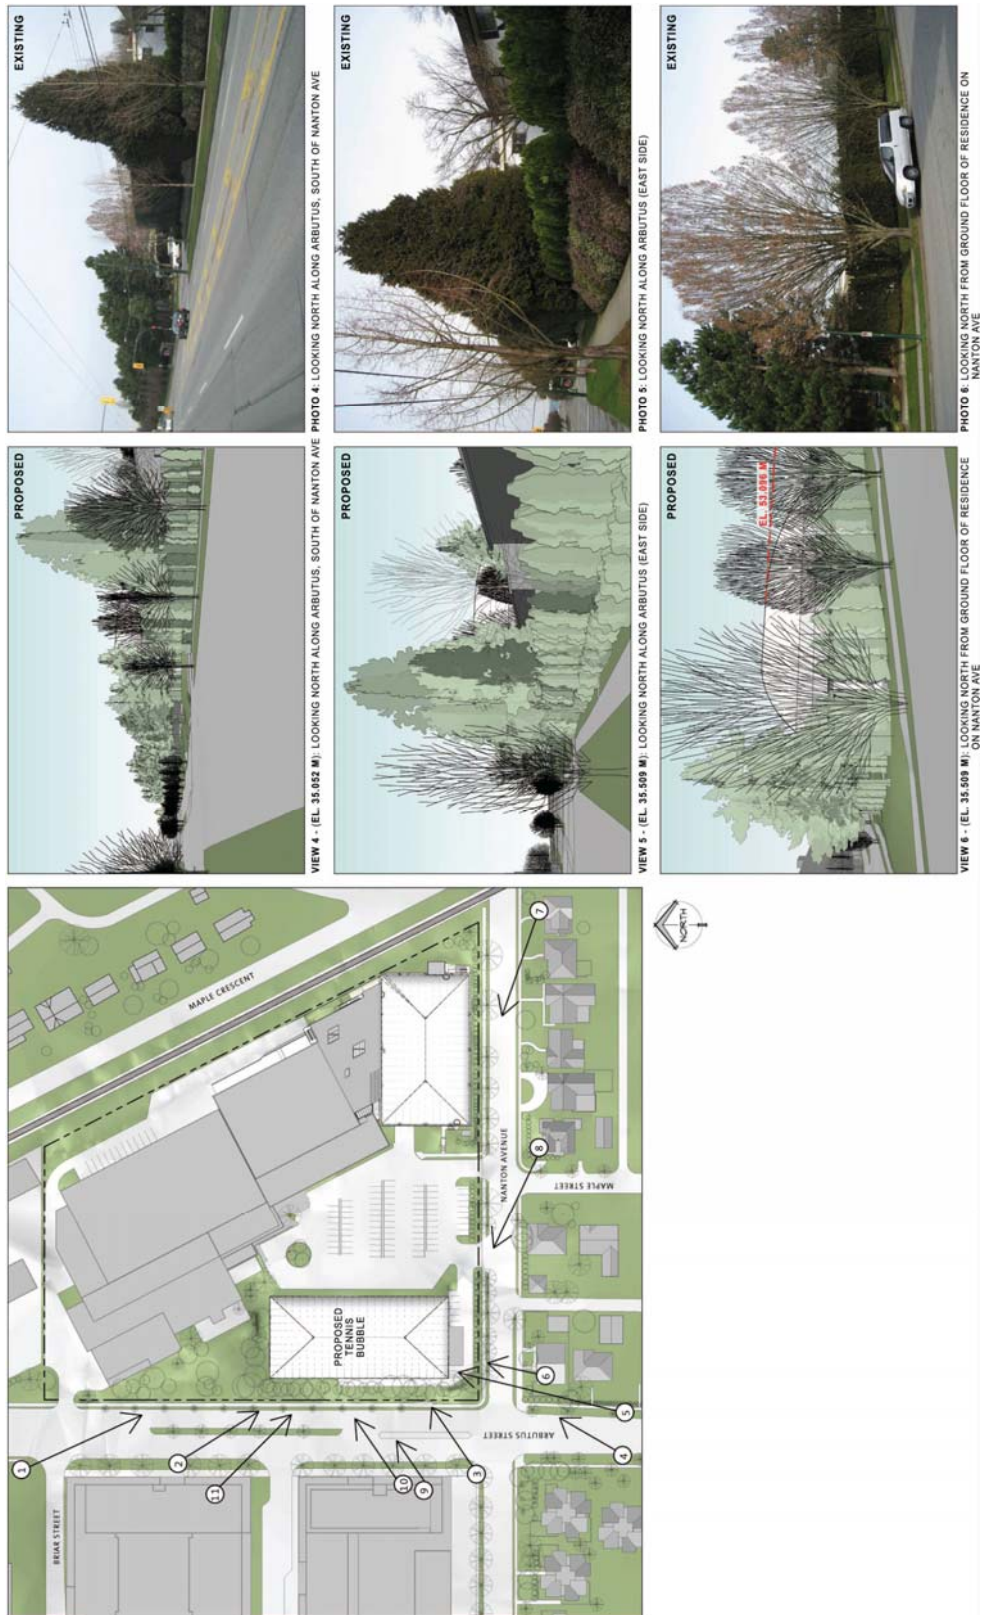 BRIAR STREET
MAPLE CRESCENT
PROPOSED
TENNIS
BUBBLE
NANTON AVENUE
MAPLE STREET
ARBUTUS STREET
1
2
11
10
9
3
4
5
6
8
7
NORTH
PROPOSED
VIEW 4 - (EL. 35.052 M): LOOKING NORTH ALONG ARBUTUS, SOUTH OF NANTON AVE
EXISTING
PHOTO 4: LOOKING NORTH ALONG ARBUTUS, SOUTH OF NANTON AVE
PROPOSED
VIEW 5 - (EL. 35.509 M): LOOKING NORTH ALONG ARBUTUS (EAST SIDE)
EXISTING
PHOTO 5: LOOKING NORTH ALONG ARBUTUS (EAST SIDE)
PROPOSED
EL. 53.096 M
VIEW 6 - (EL. 35.509 M): LOOKING NORTH FROM GROUND FLOOR OF RESIDENCE
ON NANTON AVE
EXISTING
PHOTO 6: LOOKING NORTH FROM GROUND FLOOR OF RESIDENCE ON
NANTON AVE